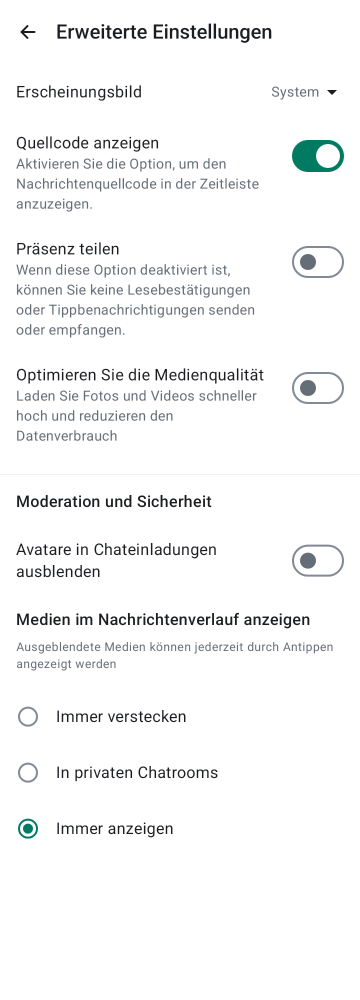 Erweiterte Einstellungen
Erscheinungsbild
System
Quellcode anzeigen
Aktivieren Sie die Option, um den
Nachrichtenquellcode in der Zeitleiste
anzuzeigen.
Präsenz teilen
Wenn diese Option deaktiviert ist,
können Sie keine Lesebestätigungen
oder Tippbenachrichtigungen senden
oder empfangen.
Optimieren Sie die Medienqualität
Laden Sie Fotos und Videos schneller
hoch und reduzieren den
Datenverbrauch
Moderation und Sicherheit
Avatare in Chateinladungen
ausblenden
Medien im Nachrichtenverlauf anzeigen
Ausgeblendete Medien können jederzeit durch Antippen
angezeigt werden
Immer verstecken
In privaten Chatrooms
Immer anzeigen